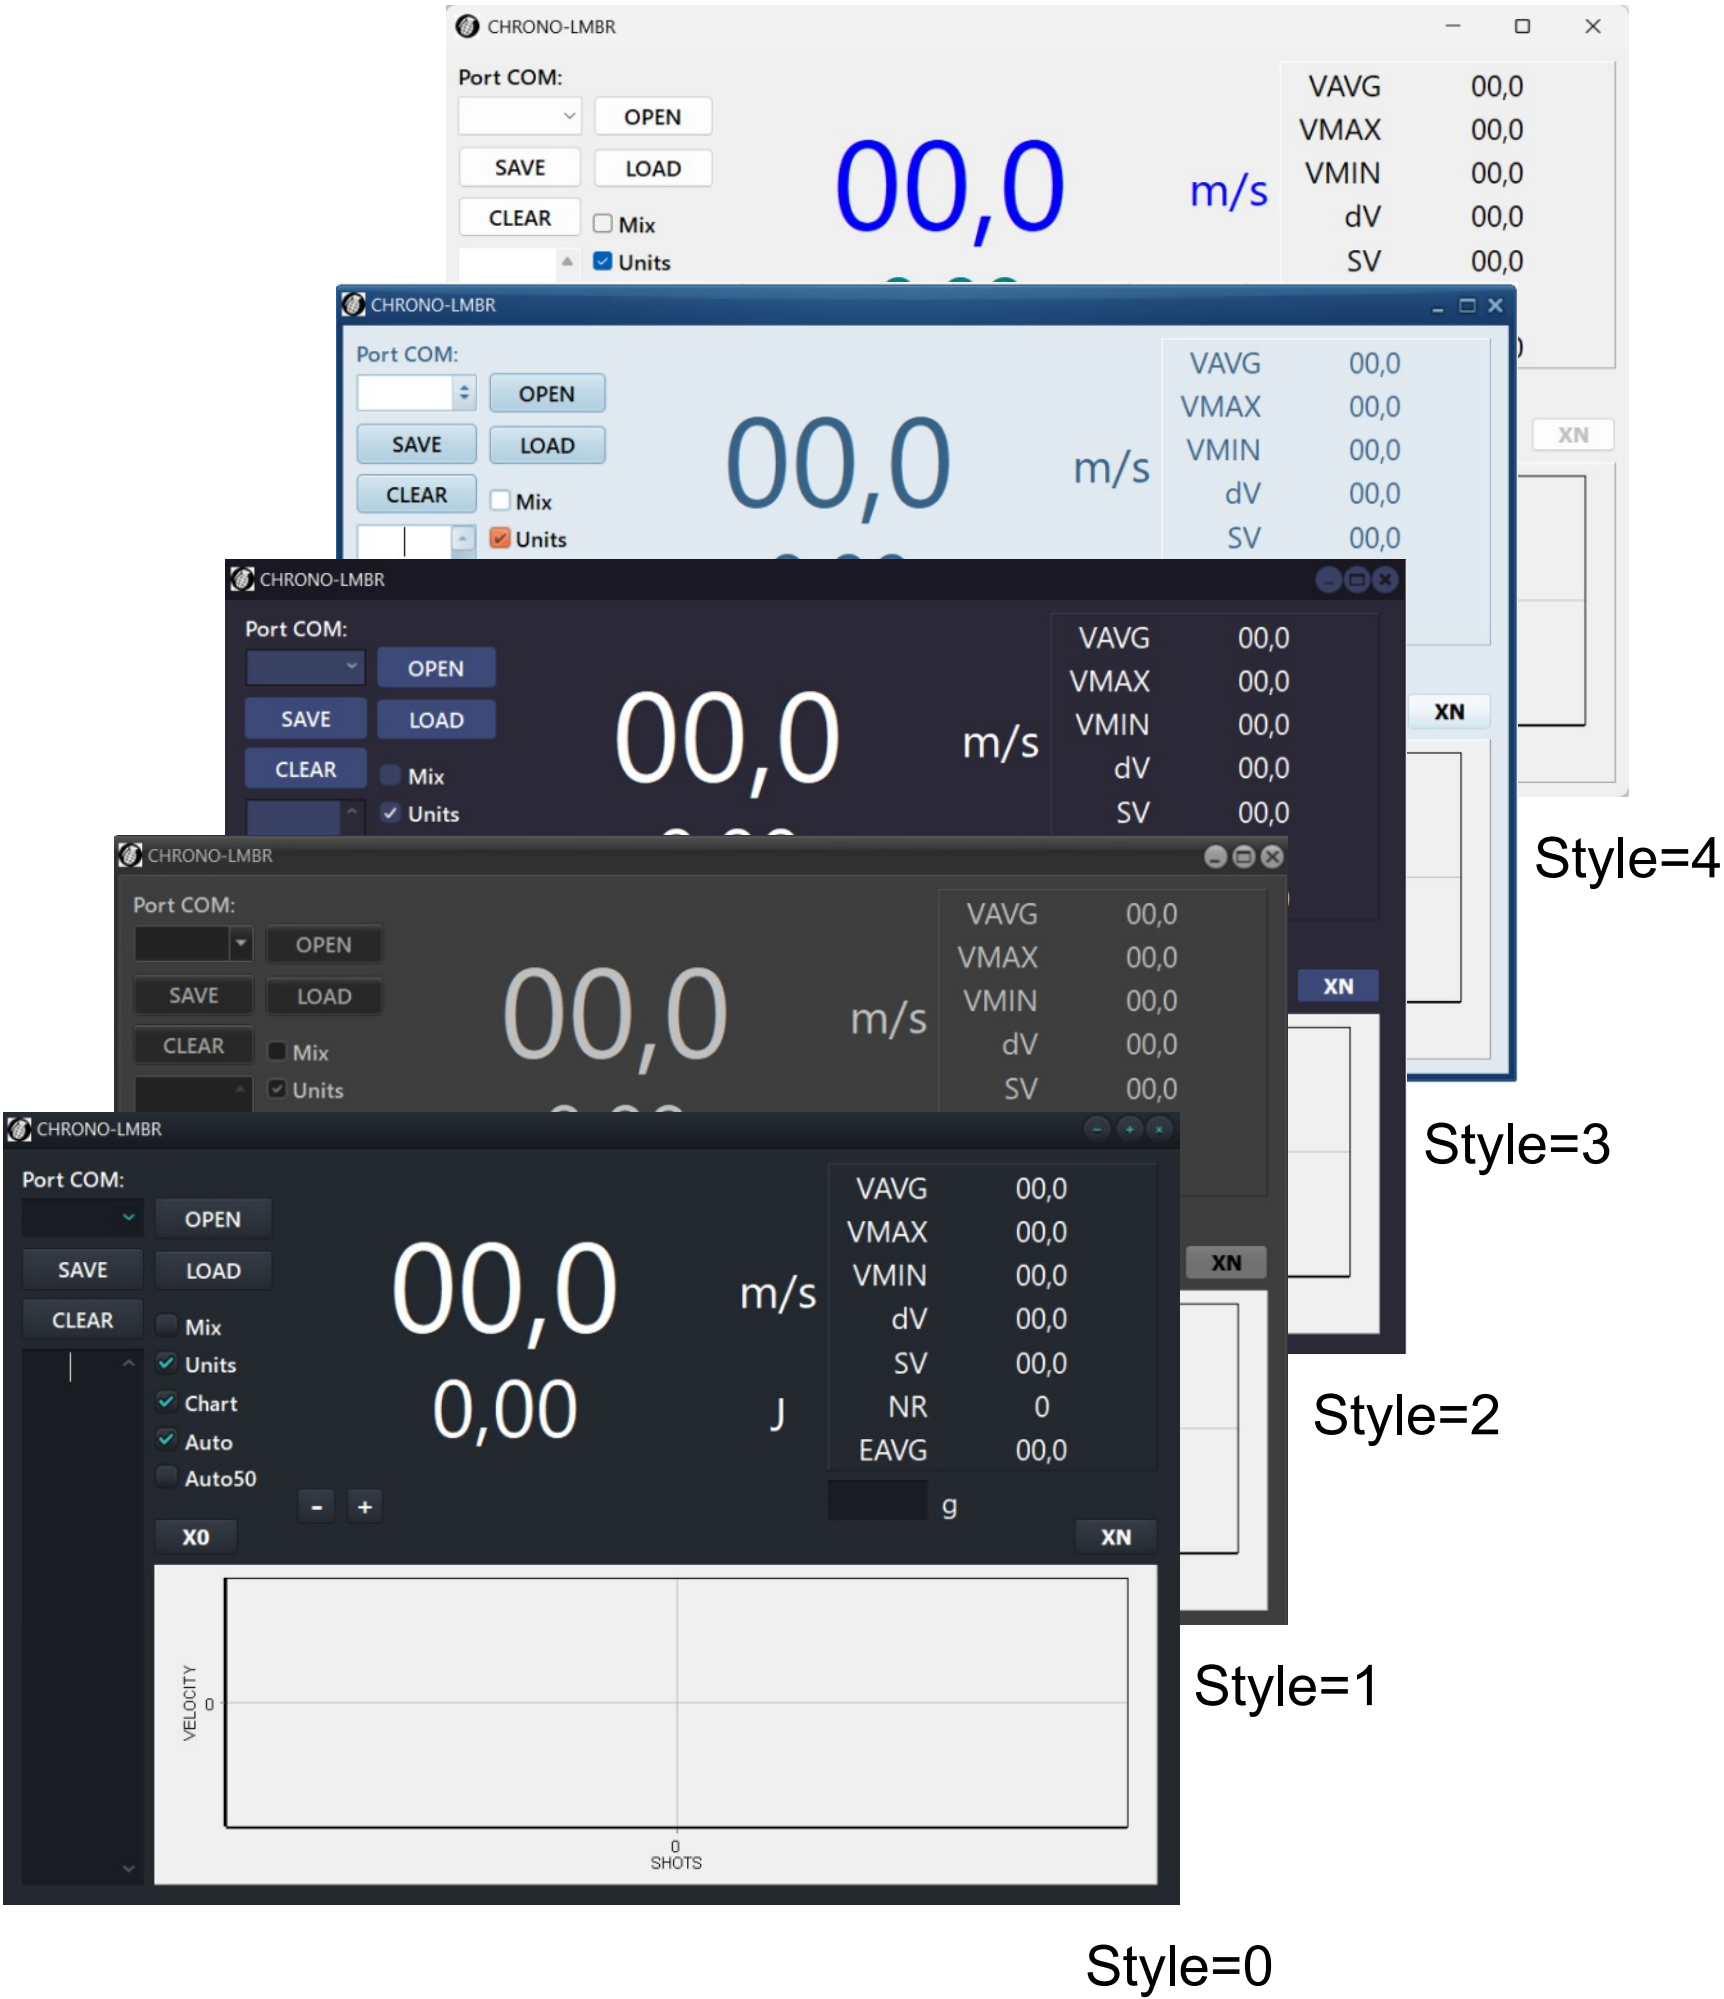 CHRONO-LMBR
Port COM:
OPEN
SAVE LOAD
CLEAR Mix
Units
00,0 m/s
VAVG 00,0
VMAX 00,0
VMIN 00,0
dV 00,0
SV 00,0
XN
Style=4
CHRONO-LMBR
Port COM:
OPEN
SAVE LOAD
CLEAR Mix
Units
00,0 m/s
VAVG 00,0
VMAX 00,0
VMIN 00,0
dV 00,0
SV 00,0
XN
Style=3
CHRONO-LMBR
Port COM:
OPEN
SAVE LOAD
CLEAR Mix
Units
00,0 m/s
VAVG 00,0
VMAX 00,0
VMIN 00,0
dV 00,0
SV 00,0
XN
Style=2
CHRONO-LMBR
Port COM:
OPEN
SAVE LOAD
CLEAR Mix
Units
00,0 m/s
VAVG 00,0
VMAX 00,0
VMIN 00,0
dV 00,0
SV 00,0
XN
Style=1
CHRONO-LMBR
Port COM:
OPEN
SAVE LOAD
CLEAR Mix
Units
Chart
Auto
Auto50
00,0 m/s
0,00 J
VAVG 00,0
VMAX 00,0
VMIN 00,0
dV 00,0
SV 00,0
NR 0
EAVG 00,0
- + g
X0 XN
VELOCITY
0
0
SHOTS
Style=0